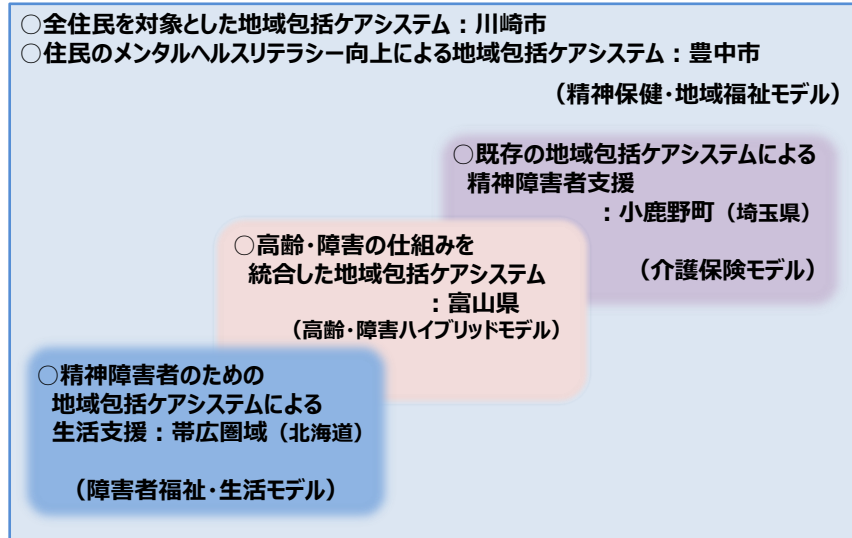 ○全住民を対象とした地域包括ケアシステム：川崎市
○住民のメンタルヘルスリテラシー向上による地域包括ケアシステム：豊中市
（精神保健・地域福祉モデル）
○既存の地域包括ケアシステムによる
精神障害者支援
：小鹿野町（埼玉県）
（介護保険モデル）
○高齢・障害の仕組みを
統合した地域包括ケアシステム
：富山県
（高齢・障害ハイブリッドモデル）
○精神障害者のための
地域包括ケアシステムによる
生活支援：帯広圏域（北海道）
（障害者福祉・生活モデル）